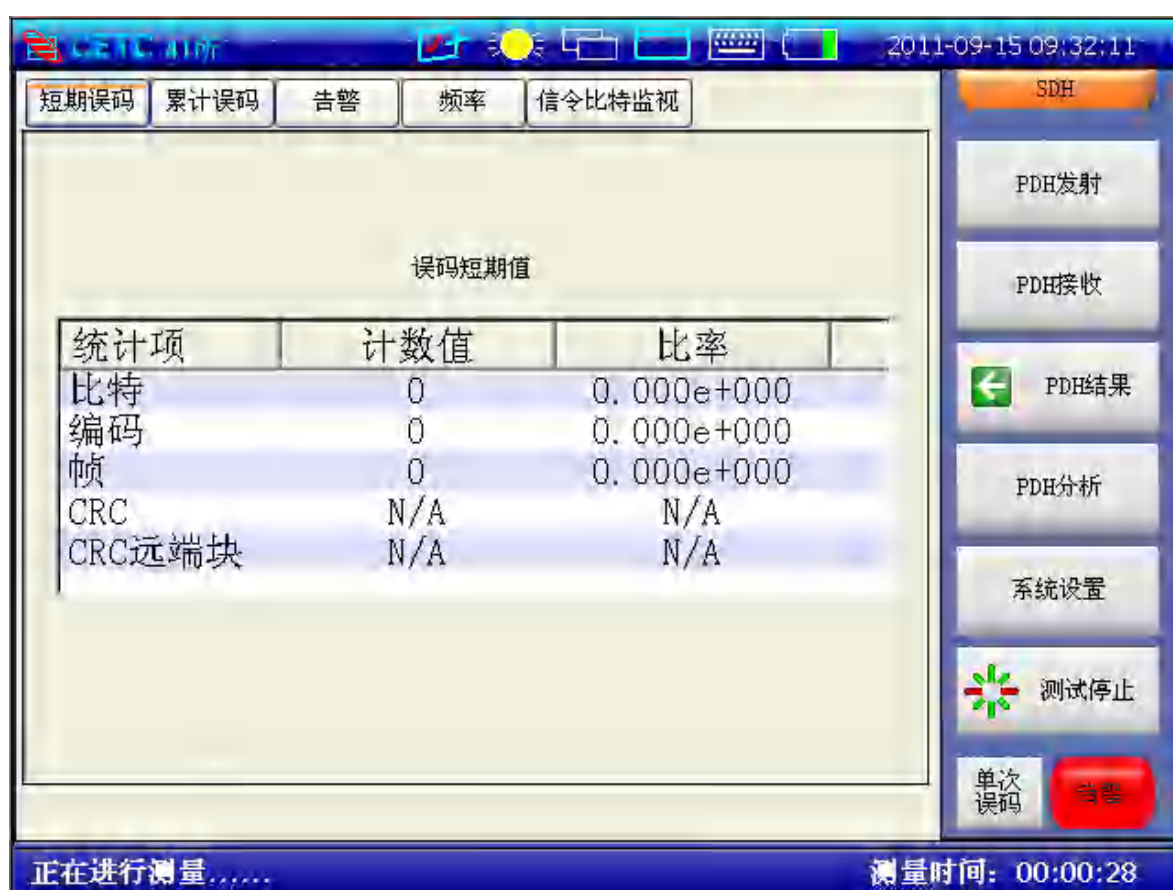 CETC 41所 2011-09-15 09:32:11
短期误码 累计误码 告警 频率 信令比特监视
SDH
PDH发射
PDH接收
PDH结果
PDH分析
系统设置
测试停止
单次
误码
告警
误码短期值
统计项 计数值 比率
比特 0 0.000e+000
编码 0 0.000e+000
帧 0 0.000e+000
CRC N/A N/A
CRC远端块 N/A N/A
正在进行测量...... 测量时间: 00:00:28